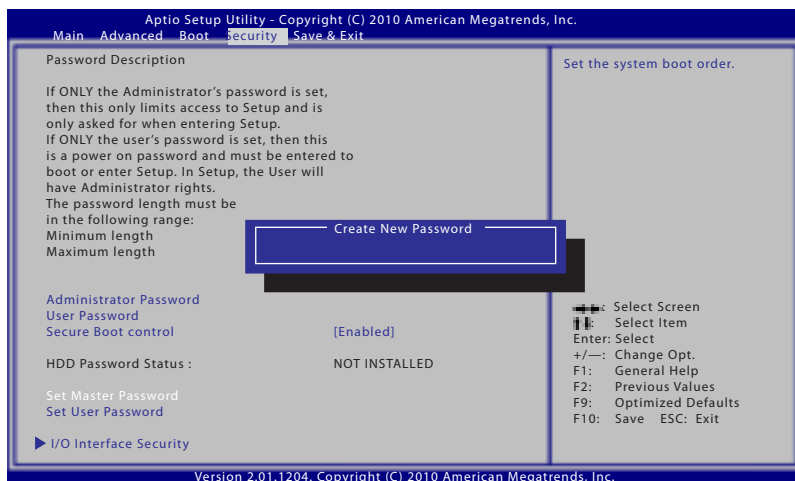 Aptio Setup Utility - Copyright (C) 2010 American Megatrends, Inc.
Main Advanced Boot Security Save & Exit
Password Description
If ONLY the Administrator's password is set,
then this only limits access to Setup and is
only asked for when entering Setup.
If ONLY the user's password is set, then this
is a power on password and must be entered to
boot or enter Setup. In Setup, the User will
have Administrator rights.
The password length must be
in the following range:
Minimum length
Maximum length
Create New Password
Administrator Password
User Password
Secure Boot control [Enabled]
HDD Password Status : NOT INSTALLED
Set Master Password
Set User Password
I/O Interface Security
Set the system boot order.
: Select Screen
: Select Item
Enter: Select
+/—: Change Opt.
F1: General Help
F2: Previous Values
F9: Optimized Defaults
F10: Save ESC: Exit
Version 2.01.1204. Copyright (C) 2010 American Megatrends, Inc.